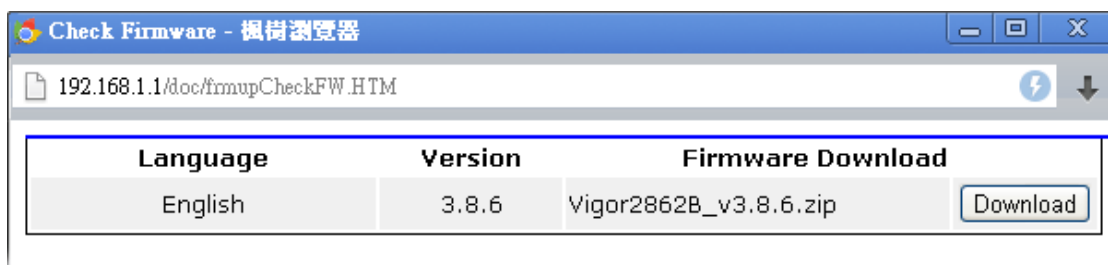 Check Firmware - 楓樹瀏覽器
192.168.1.1/doc/frmupCheckFW.HTM
Language Version Firmware Download
English 3.8.6 Vigor2862B_v3.8.6.zip Download